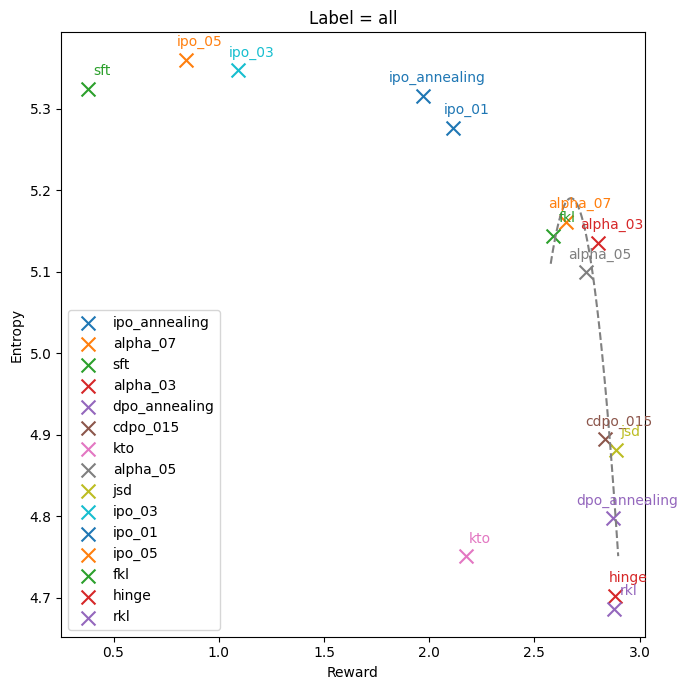 Label = all
ipo_05
ipo_03
sft
ipo_annealing
ipo_01
alpha_07
fkl
alpha_03
alpha_05
cdpo_015
jsd
dpo_annealing
kto
hinge
rkl
ipo_annealing
alpha_07
sft
alpha_03
dpo_annealing
cdpo_015
kto
alpha_05
jsd
ipo_03
ipo_01
ipo_05
fkl
hinge
rkl
Entropy
5.3
5.2
5.1
5.0
4.9
4.8
4.7
0.5 1.0 1.5 2.0 2.5 3.0
Reward